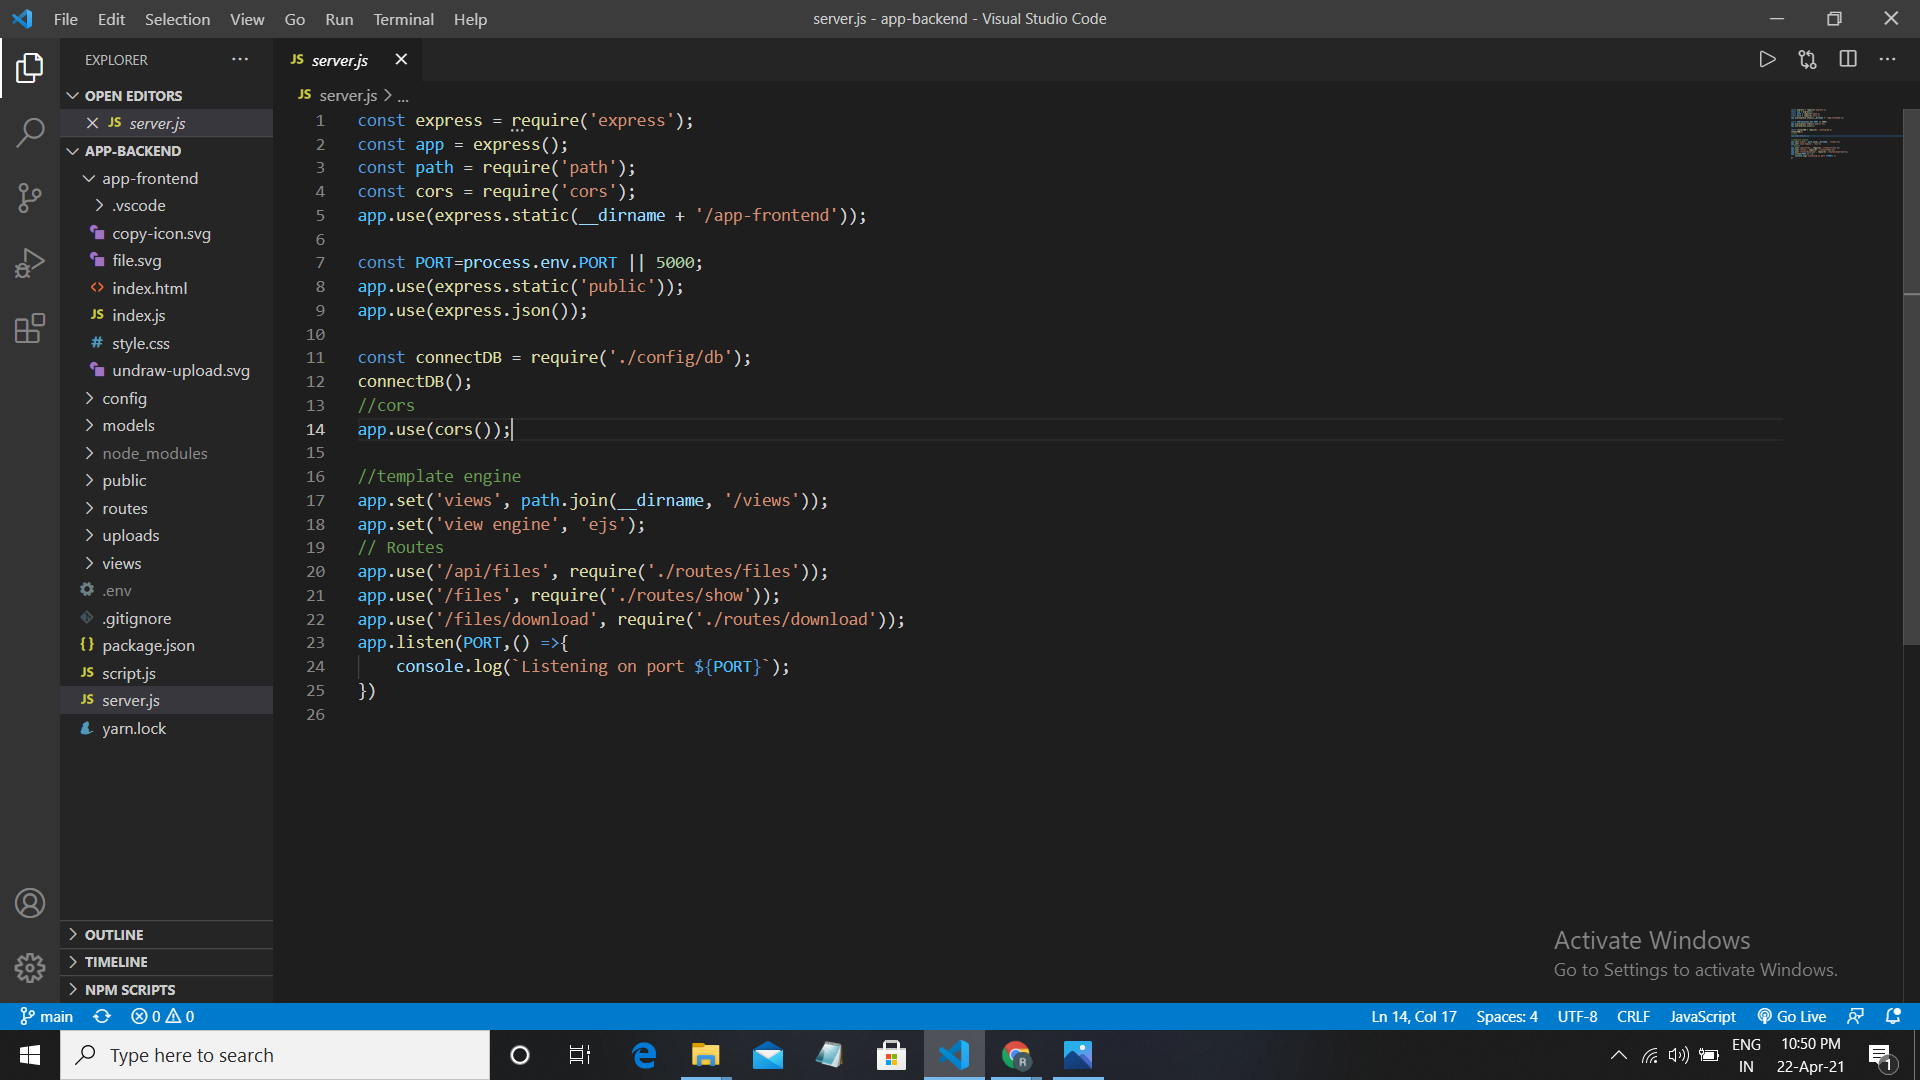 File Edit Selection View Go Run Terminal Help
server.js - app-backend - Visual Studio Code
EXPLORER
OPEN EDITORS
JS server.js
APP-BACKEND
app-frontend
.vscode
copy-icon.svg
file.svg
<> index.html
JS index.js
# style.css
undraw-upload.svg
config
models
node_modules
public
routes
uploads
views
.env
.gitignore
{} package.json
JS script.js
JS server.js
yarn.lock
OUTLINE
TIMELINE
NPM SCRIPTS
JS server.js
JS server.js > ...
1 const express = require('express');
2 const app = express();
3 const path = require('path');
4 const cors = require('cors');
5 app.use(express.static(__dirname + '/app-frontend'));
6
7 const PORT=process.env.PORT || 5000;
8 app.use(express.static('public'));
9 app.use(express.json());
10
11 const connectDB = require('./config/db');
12 connectDB();
13 //cors
14 app.use(cors());
15
16 //template engine
17 app.set('views', path.join(__dirname, '/views'));
18 app.set('view engine', 'ejs');
19 // Routes
20 app.use('/api/files', require('./routes/files'));
21 app.use('/files', require('./routes/show'));
22 app.use('/files/download', require('./routes/download'));
23 app.listen(PORT,() =>{
24     console.log(`Listening on port ${PORT}`);
25 })
26
Activate Windows
Go to Settings to activate Windows.
main 0 0
Ln 14, Col 17 Spaces: 4 UTF-8 CRLF JavaScript Go Live
Type here to search
R
ENG
IN
10:50 PM
22-Apr-21
1